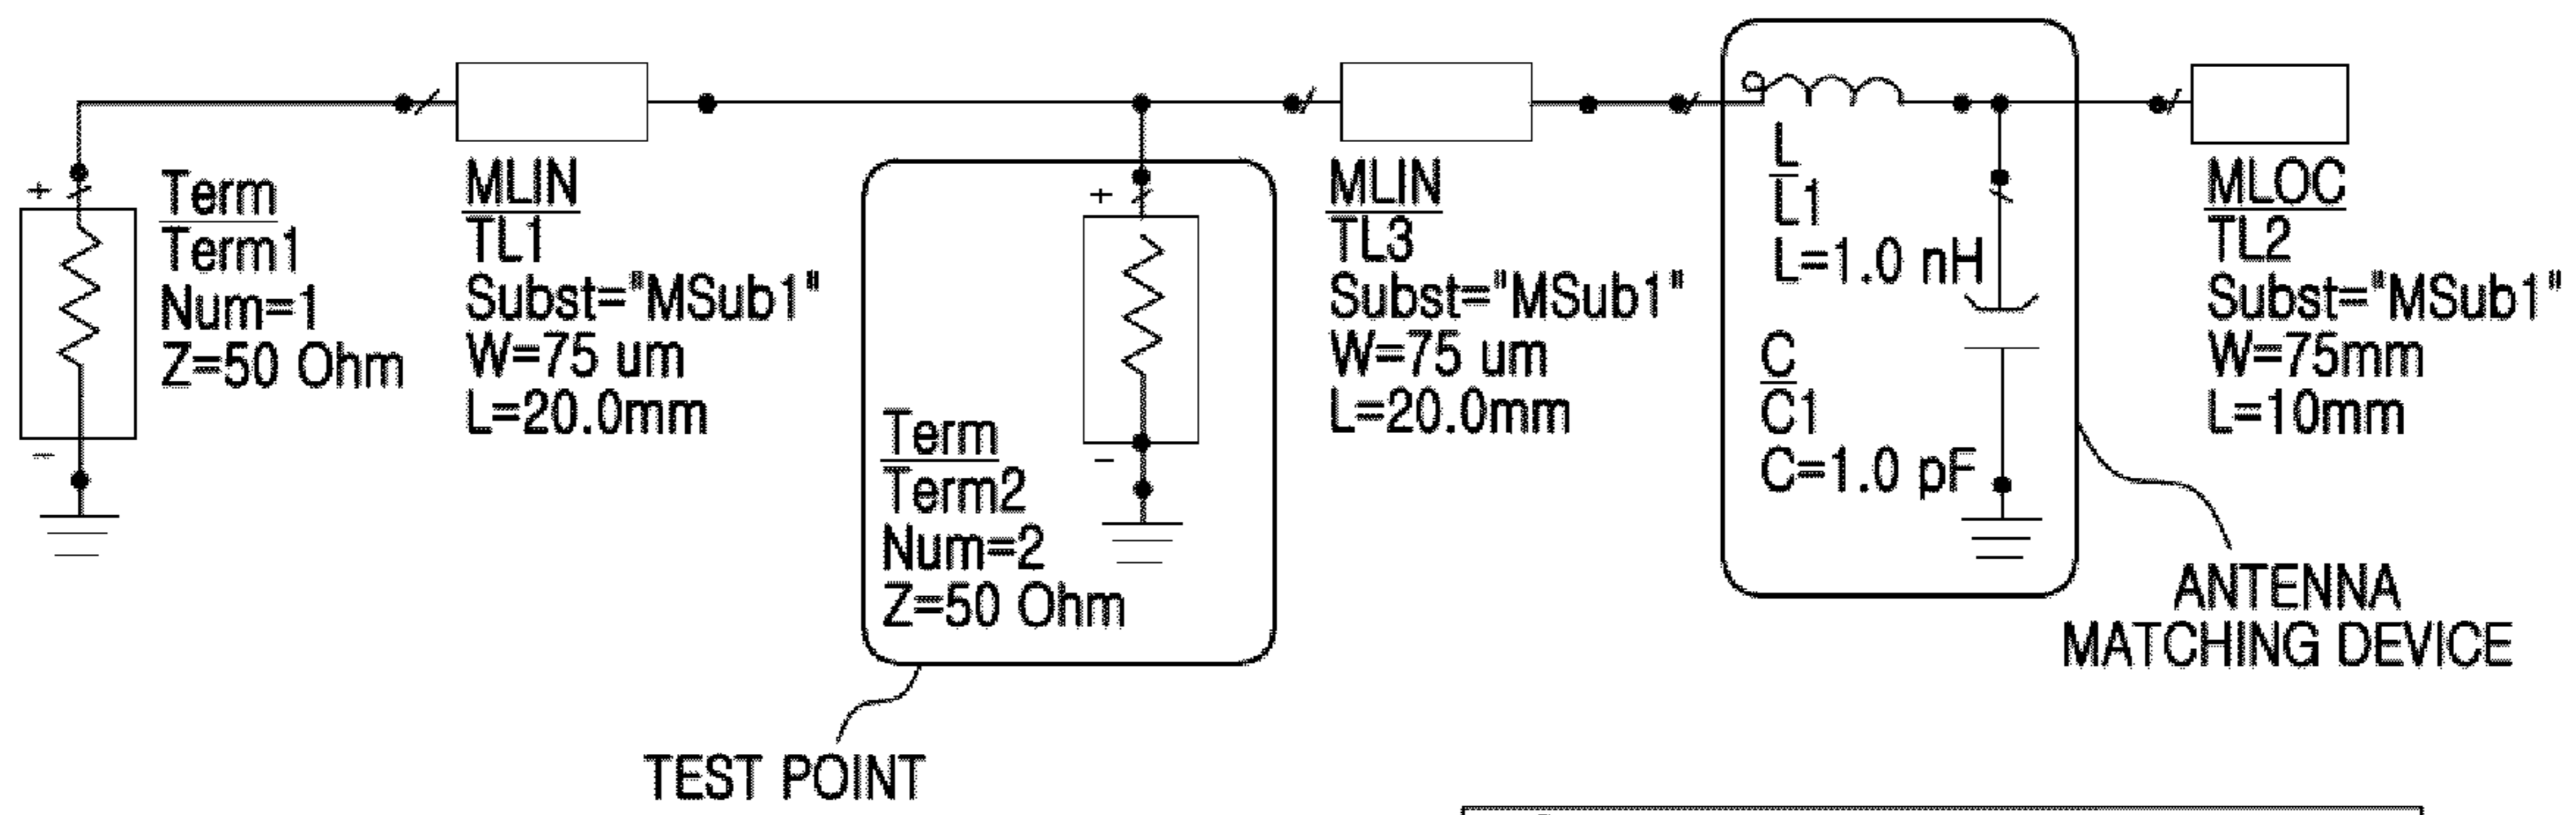 +
-
Term
Term1
Num=1
Z=50 Ohm
MLIN
TL1
Subst="MSub1"
W=75 um
L=20.0mm
+
-
Term
Term2
Num=2
Z=50 Ohm
TEST POINT
MLIN
TL3
Subst="MSub1"
W=75 um
L=20.0mm
L
L1
L=1.0 nH
C
C1
C=1.0 pF
MLOC
TL2
Subst="MSub1"
W=75mm
L=10mm
ANTENNA
MATCHING DEVICE